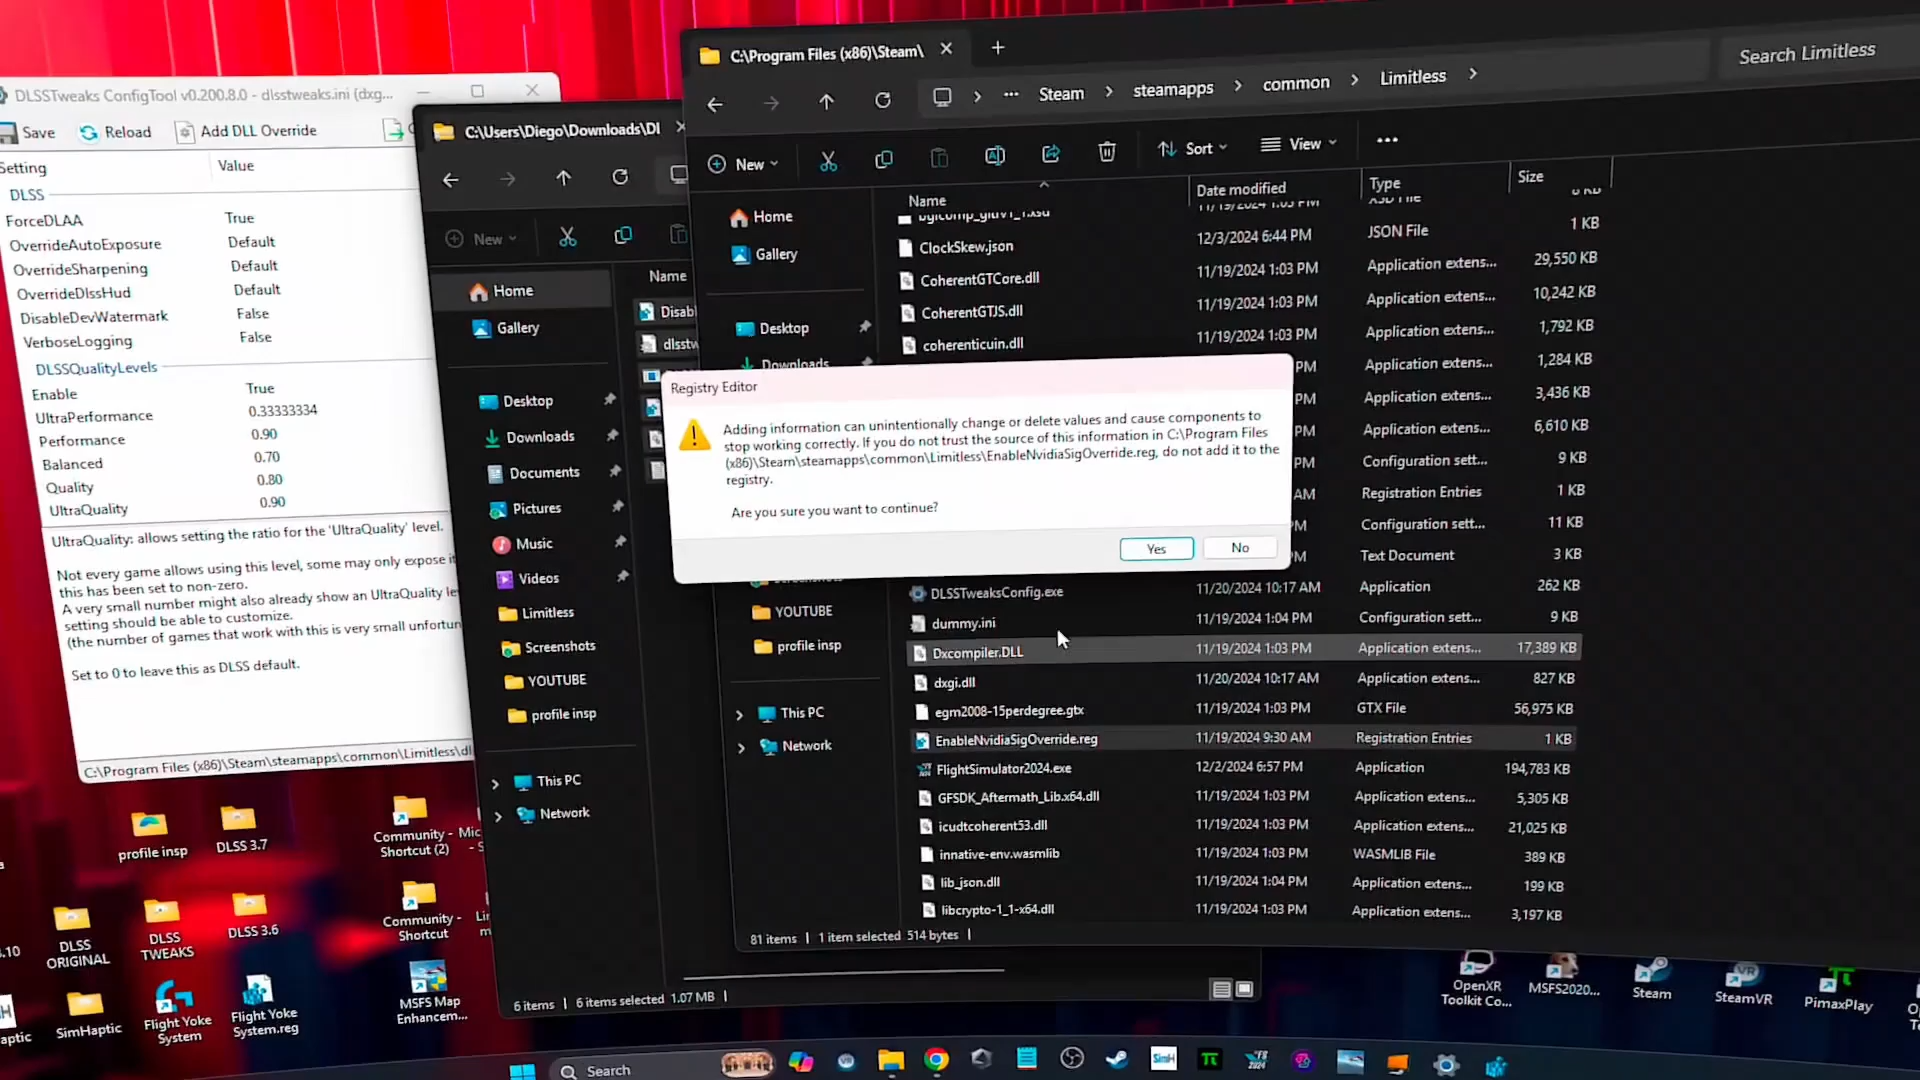 DLSSTweaks ConfigTool v0.200.8.0 - dlsstweaks.ini (dxg...
Save
Reload
Add DLL Override
Setting
Value
DLSS
ForceDLAA
True
OverrideAutoExposure
Default
OverrideSharpening
Default
OverrideDlssHud
Default
DisableDevWatermark
False
VerboseLogging
False
DLSSQualityLevels
Enable
True
UltraPerformance
0.33333334
Performance
0.90
Balanced
0.70
Quality
0.80
UltraQuality
0.90
UltraQuality: allows setting the ratio for the 'UltraQuality' level.
Not every game allows using this level, some may only expose it
this has been set to non-zero.
A very small number might also already show an UltraQuality le
setting should be able to customize.
(the number of games that work with this is very small unfortun
Set to 0 to leave this as DLSS default.
C:\Program Files (x86)\Steam\steamapps\common\Limitless\dl
C:\Users\Diego\Downloads\Dl
New
Name
Home
Gallery
Disab
dlsstw
Desktop
Downloads
Documents
Pictures
Music
Videos
Limitless
Screenshots
YOUTUBE
profile insp
This PC
Network
6 items
6 items selected 1.07 MB
C:\Program Files (x86)\Steam\
Steam
steamapps
common
Limitless
Search Limitless
New
Sort
View
Name
Date modified
Type
Size
Home
Gallery
Desktop
Downloads
YOUTUBE
profile insp
This PC
Network
ClockSkew.json
12/3/2024 6:44 PM
JSON File
1 KB
CoherentGTCore.dll
11/19/2024 1:03 PM
Application extens...
29,550 KB
CoherentGTJS.dll
11/19/2024 1:03 PM
Application extens...
10,242 KB
coherenticuin.dll
11/19/2024 1:03 PM
Application extens...
1,792 KB
PM
Application extens...
1,284 KB
PM
Application extens...
3,436 KB
PM
Application extens...
6,610 KB
PM
Configuration sett...
9 KB
AM
Registration Entries
1 KB
PM
Configuration sett...
11 KB
PM
Text Document
3 KB
DLSSTweaksConfig.exe
11/20/2024 10:17 AM
Application
262 KB
dummy.ini
11/19/2024 1:04 PM
Configuration sett...
9 KB
Dxcompiler.DLL
11/19/2024 1:03 PM
Application extens...
17,389 KB
dxgi.dll
11/20/2024 10:17 AM
Application extens...
827 KB
egm2008-15perdegree.gtx
11/19/2024 1:03 PM
GTX File
56,975 KB
EnableNvidiaSigOverride.reg
11/19/2024 9:30 AM
Registration Entries
1 KB
FlightSimulator2024.exe
12/2/2024 6:57 PM
Application
194,783 KB
GFSDK_Aftermath_Lib.x64.dll
11/19/2024 1:03 PM
Application extens...
5,305 KB
icudtcoherent53.dll
11/19/2024 1:03 PM
Application extens...
21,025 KB
innative-env.wasmlib
11/19/2024 1:03 PM
WASMLIB File
389 KB
lib_json.dll
11/19/2024 1:04 PM
Application extens...
199 KB
libcrypto-1_1-x64.dll
11/19/2024 1:03 PM
Application extens...
3,197 KB
81 items
1 item selected 514 bytes
Registry Editor
Adding information can unintentionally change or delete values and cause components to
stop working correctly. If you do not trust the source of this information in C:\Program Files
(x86)\Steam\steamapps\common\Limitless\EnableNvidiaSigOverride.reg, do not add it to the
registry.
Are you sure you want to continue?
Yes
No
profile insp
DLSS 3.7
Community -
Shortcut (2)
DLSS
ORIGINAL
DLSS
TWEAKS
DLSS 3.6
Community -
Shortcut
SimHaptic
Flight Yoke
System
Flight Yoke
System.reg
MSFS Map
Enhancem...
OpenXR
Toolkit Co...
MSFS2020...
Steam
SteamVR
PimaxPlay
Search